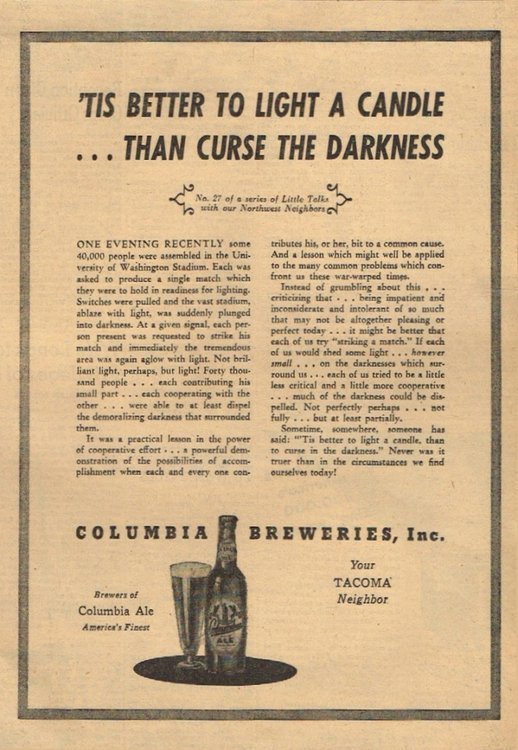 'TIS BETTER TO LIGHT A CANDLE
... THAN CURSE THE DARKNESS
No. 27 of a series of Little Talks
with our Northwest Neighbors
ONE EVENING RECENTLY some
40,000 people were assembled in the Uni-
versity of Washington Stadium. Each was
asked to produce a single match which
they were to hold in readiness for lighting.
Switches were pulled and the vast stadium,
ablaze with light, was suddenly plunged
into darkness. At a given signal, each per-
son present was requested to strike his
match and immediately the tremendous
area was again aglow with light. Not bril-
liant light, perhaps, but light! Forty thou-
sand people . . . each contributing his
small part . . . each cooperating with the
other . . . were able to at least dispel
the demoralizing darkness that surrounded
them.
It was a practical lesson in the power
of cooperative effort . . . a powerful dem-
onstration of the possibilities of accom-
plishment when each and every one con-
tributes his, or her, bit to a common cause.
And a lesson which might well be applied
to the many common problems which con-
front us these war-warped times.
Instead of grumbling about this . . .
criticizing that . . . being impatient and
inconsiderate and intolerant of so much
that may not be altogether pleasing or
perfect today . . . it might be better that
each of us try "striking a match." If each
of us would shed some light . . . however
small . . . on the darknesses which sur-
round us . . . each of us tried to be a little
less critical and a little more cooperative
. . . much of the darkness could be dis-
pelled. Not perfectly perhaps . . . not
fully . . . but at least partially.
Sometime, somewhere, someone has
said: "'Tis better to light a candle, than
to curse in the darkness." Never was it
truer than in the circumstances we find
ourselves today!
COLUMBIA BREWERIES, Inc.
Brewers of
Columbia Ale
America's Finest
Your
TACOMA
Neighbor
Columbia
ALE